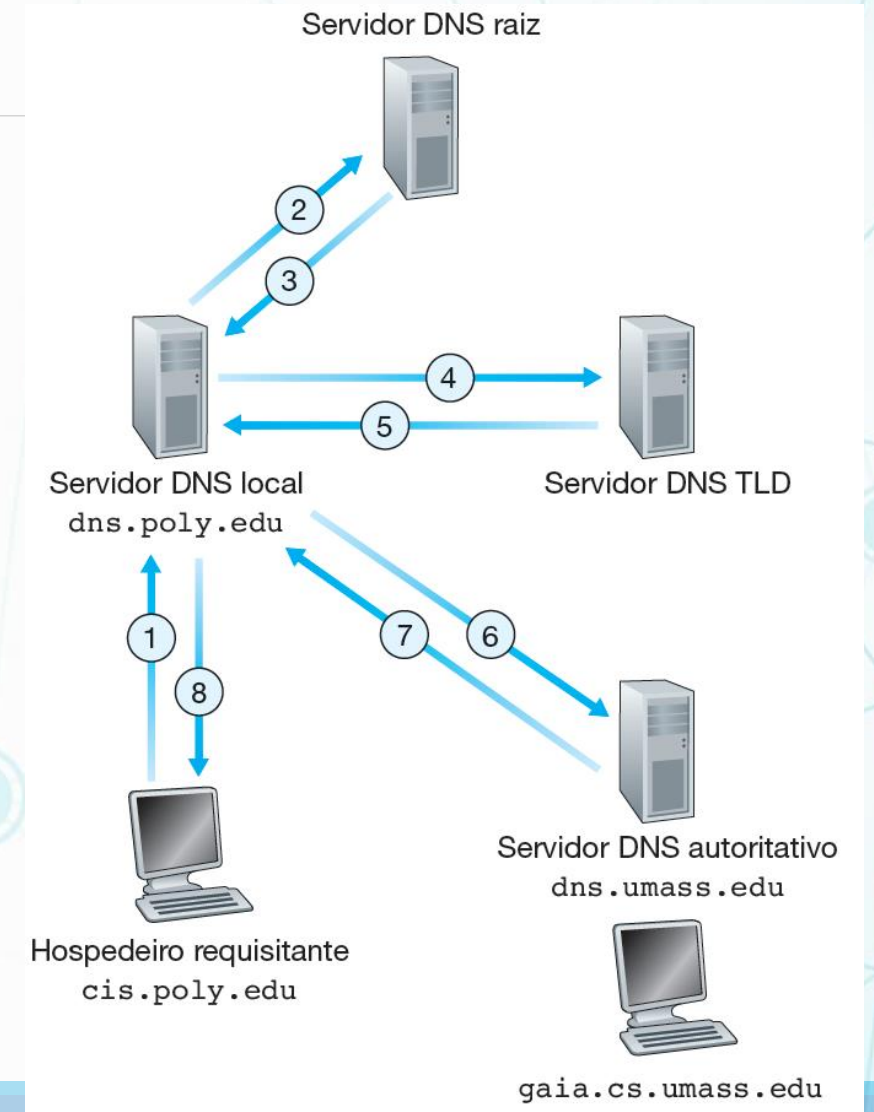 Servidor DNS raiz
2
3
4
5
Servidor DNS local
dns.poly.edu
Servidor DNS TLD
1
8
7
6
Servidor DNS autoritativo
dns.umass.edu
Hospedeiro requisitante
cis.poly.edu
gaia.cs.umass.edu